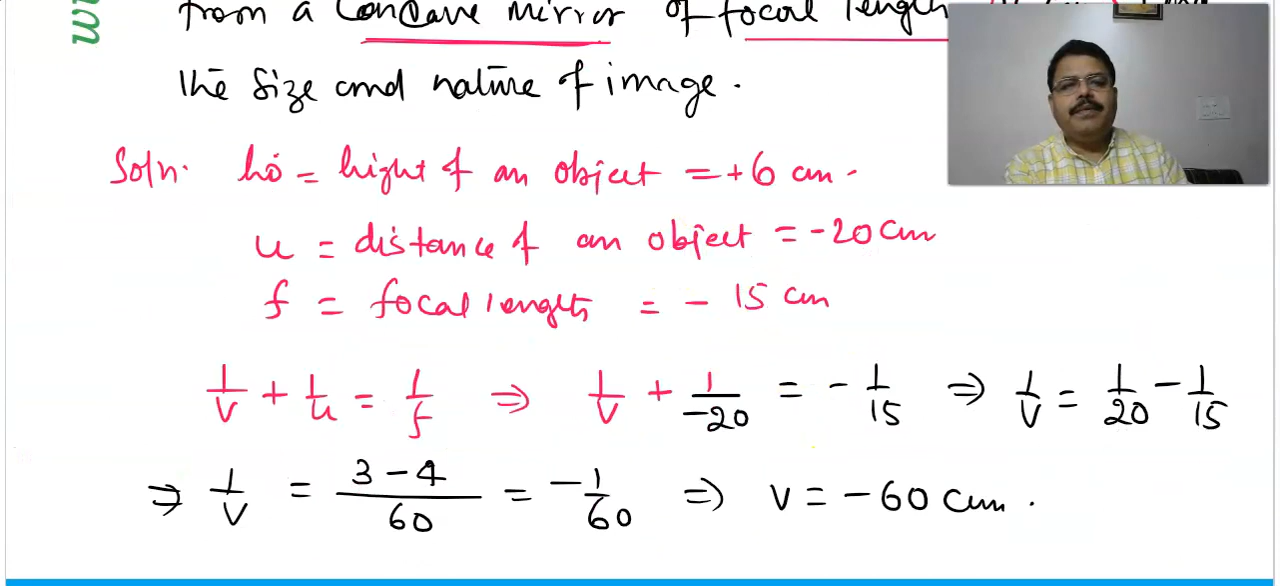 from a Concave mirror of focal length
the size and nature of image.
Soln. ho = hight of an object = +6 cm.
u = distance of an object = -20 cm
f = focal length = - 15 cm
1/v + 1/u = 1/f ⇒ 1/v + 1/-20 = - 1/15 ⇒ 1/v = 1/20 - 1/15
⇒ 1/v = 3-4/60 = -1/60 ⇒ v = -60 cm.